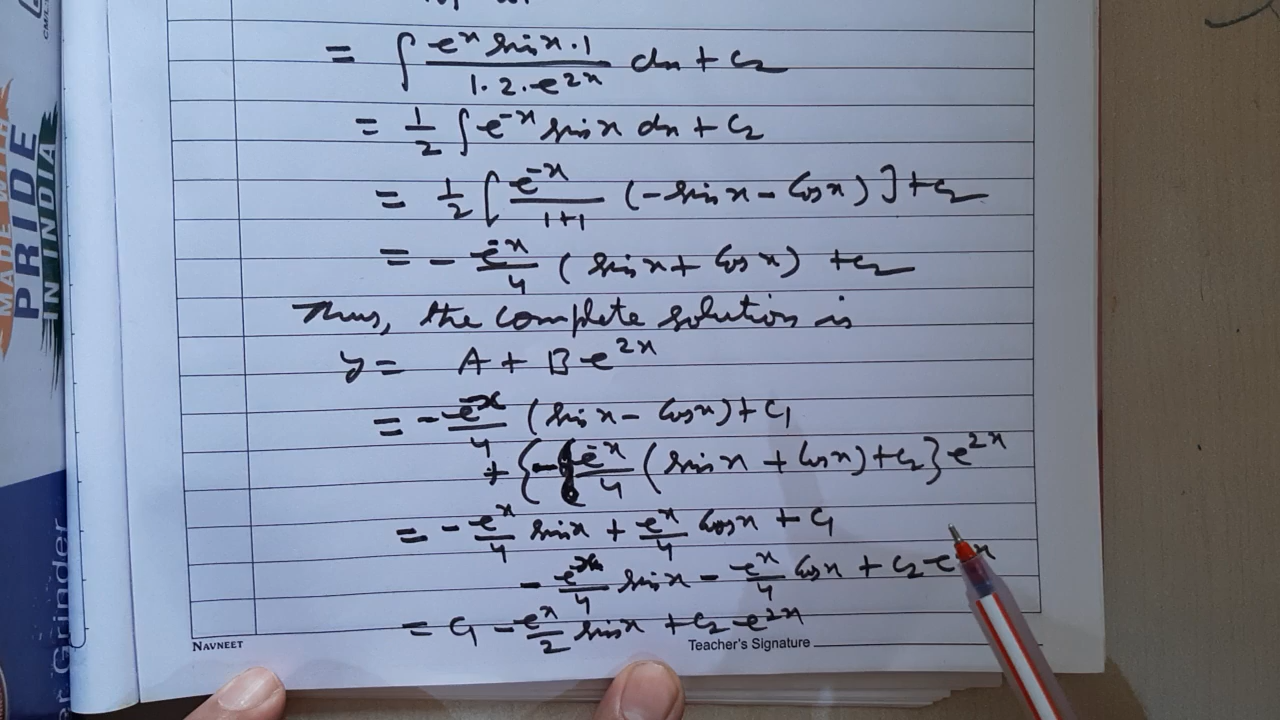 = ∫ e^x sin x · 1 / 1·2·e^{2x} dx + c₂
= 1/2 ∫ e^{-x} sin x dx + c₂
= 1/2 [ e^{-x} / 1+1 (-sin x - cos x) ] + c₂
= - e^{-x}/4 ( sin x + cos x ) + c₂
Thus, the complete solution is
y = A + B e^{2x}
= - e^x/4 ( sin x - cos x ) + c₁
+ { - e^{-x}/4 ( sin x + cos x ) + c₂ } e^{2x}
= - e^x/4 sin x + e^x/4 cos x + c₁
- e^x/4 sin x - e^x/4 cos x + c₂ e^{2x}
= c₁ - e^x/2 sin x + c₂ e^{2x}
NAVNEET
Teacher's Signature
MADE WITH
PRIDE
IN INDIA
er Grinder